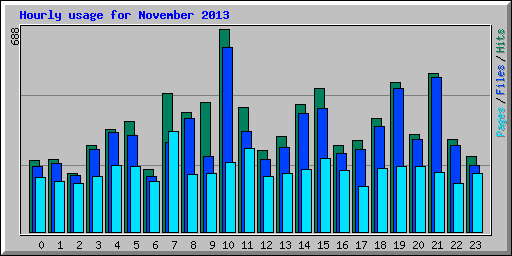 Hourly usage for November 2013
688
Pages/Files/Hits
0 1 2 3 4 5 6 7 8 9 10 11 12 13 14 15 16 17 18 19 20 21 22 23